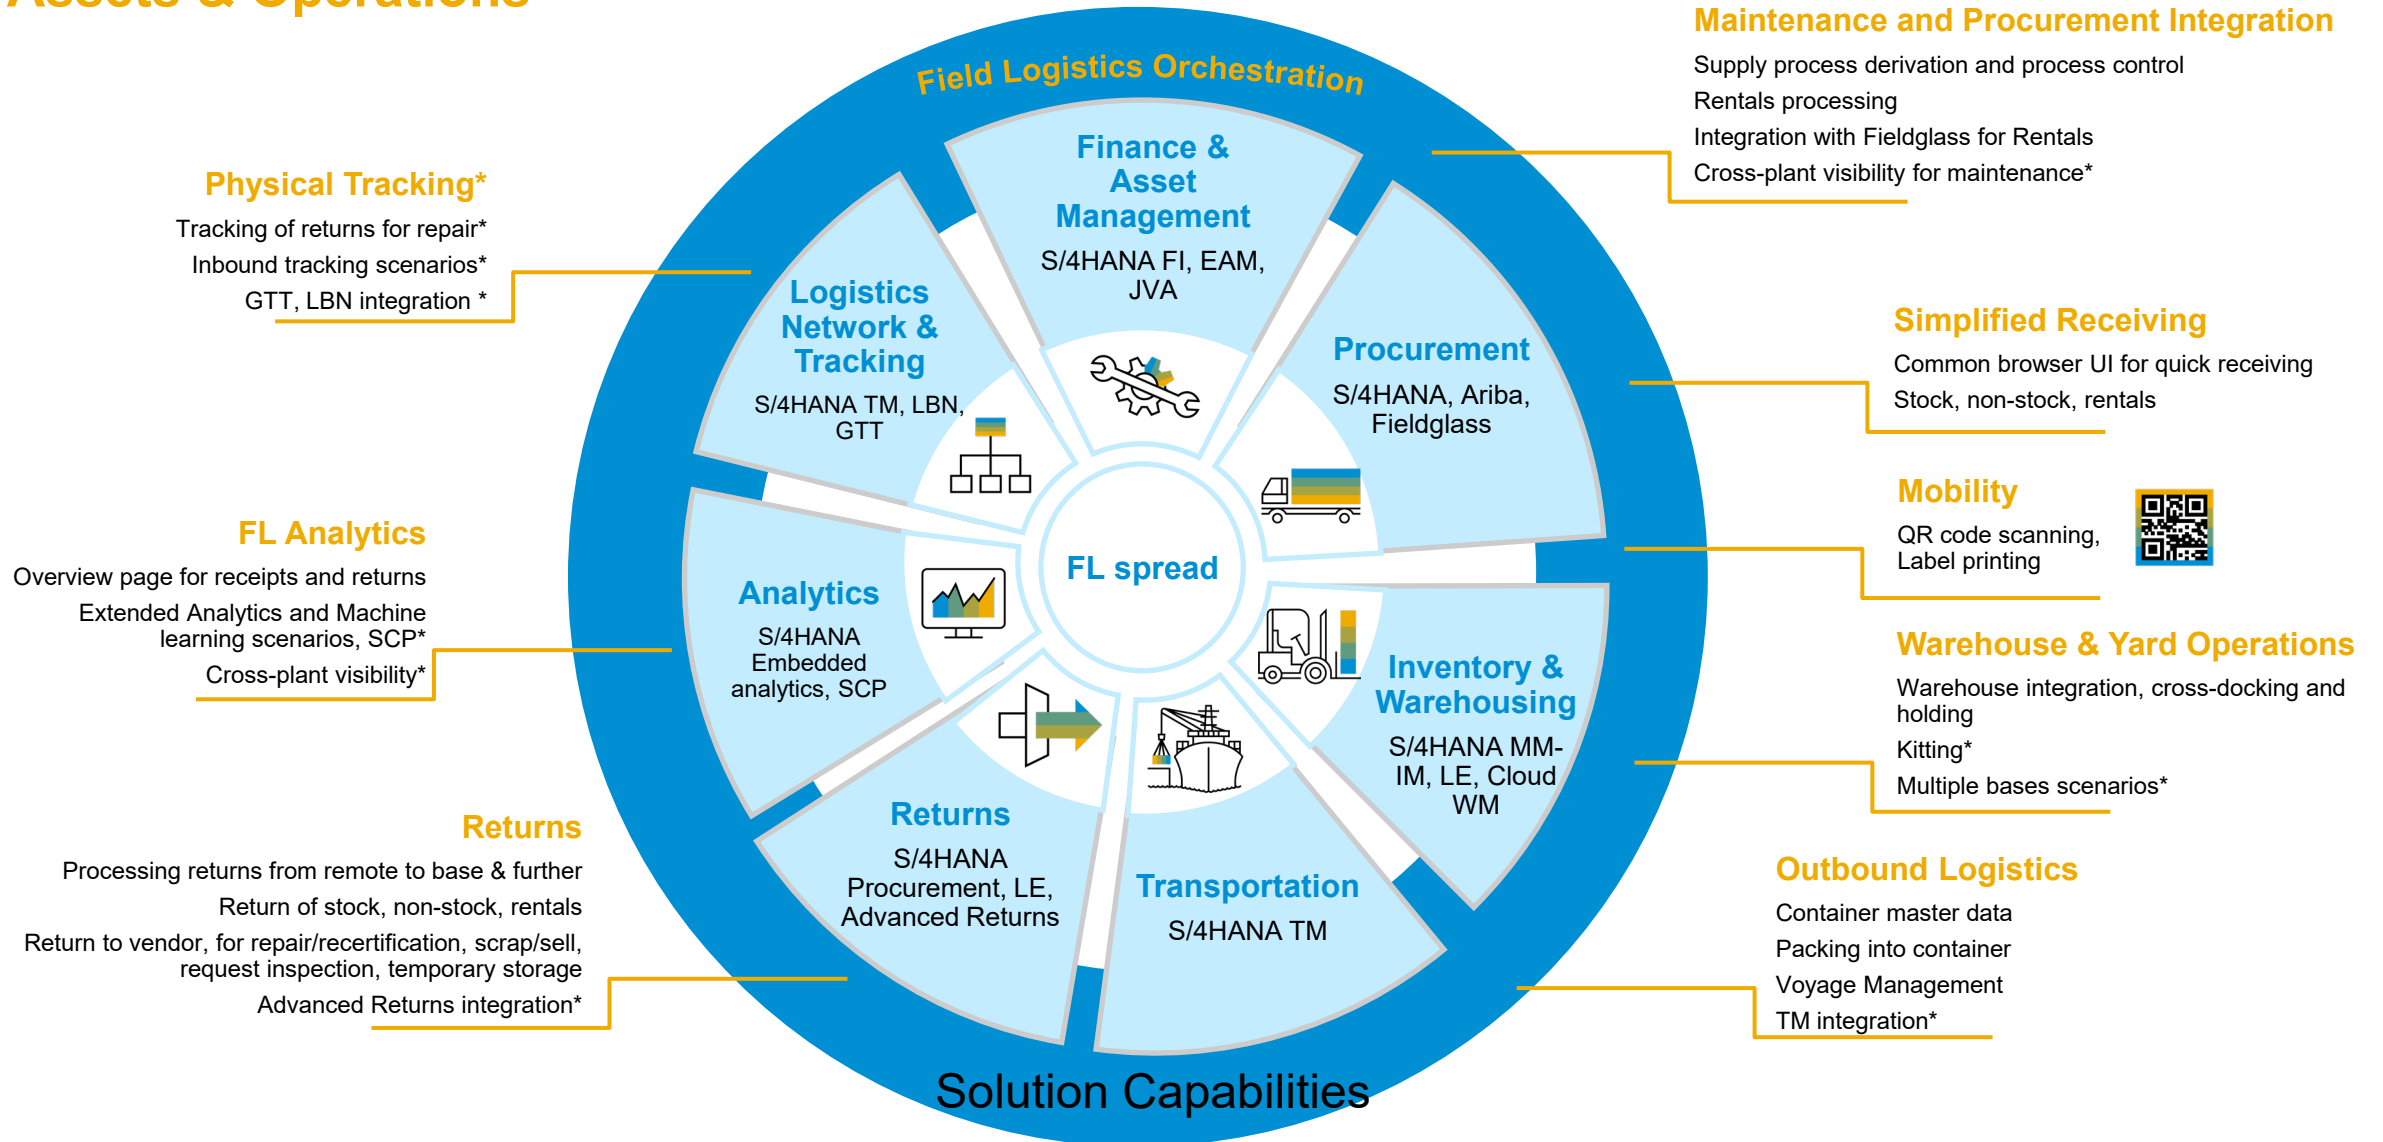 Assets & Operations
Field Logistics Orchestration
Finance &
Asset
Management
S/4HANA FI, EAM,
JVA
Procurement
S/4HANA, Ariba,
Fieldglass
Inventory &
Warehousing
S/4HANA MM-
IM, LE, Cloud
WM
Transportation
S/4HANA TM
Returns
S/4HANA
Procurement, LE,
Advanced Returns
Analytics
S/4HANA
Embedded
analytics, SCP
Logistics
Network &
Tracking
S/4HANA TM, LBN,
GTT
FL spread
Solution Capabilities
Physical Tracking*
Tracking of returns for repair*
Inbound tracking scenarios*
GTT, LBN integration *
FL Analytics
Overview page for receipts and returns
Extended Analytics and Machine
learning scenarios, SCP*
Cross-plant visibility*
Returns
Processing returns from remote to base & further
Return of stock, non-stock, rentals
Return to vendor, for repair/recertification, scrap/sell,
request inspection, temporary storage
Advanced Returns integration*
Maintenance and Procurement Integration
Supply process derivation and process control
Rentals processing
Integration with Fieldglass for Rentals
Cross-plant visibility for maintenance*
Simplified Receiving
Common browser UI for quick receiving
Stock, non-stock, rentals
Mobility
QR code scanning,
Label printing
Warehouse & Yard Operations
Warehouse integration, cross-docking and
holding
Kitting*
Multiple bases scenarios*
Outbound Logistics
Container master data
Packing into container
Voyage Management
TM integration*